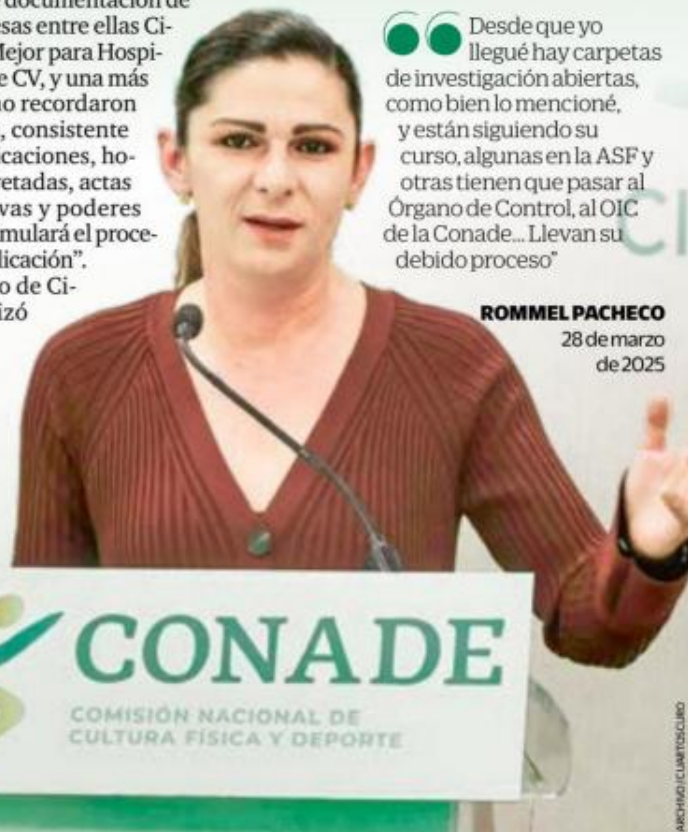 documentación de
esas entre ellas Ci-
Mejor para Hospi-
e CV, y una más
no recordaron
, consistente
icaciones, ho-
retadas, actas
vas y poderes
mulará el proce-
dicación”.
o de Ci-
izó
Desde que yo
llegué hay carpetas
de investigación abiertas,
como bien lo mencioné,
y están siguiendo su
curso, algunas en la ASF y
otras tienen que pasar al
Órgano de Control, al OIC
de la Conade... Llevan su
debido proceso”
ROMMEL PACHECO
28 de marzo
de 2025
CI
CONADE
COMISIÓN NACIONAL DE
CULTURA FÍSICA Y DEPORTE
ARCHIVO/CUARTOSCURO